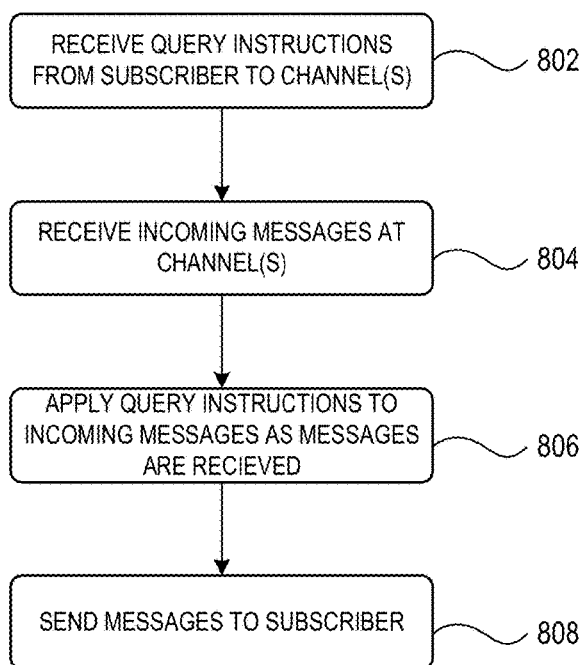 RECEIVE QUERY INSTRUCTIONS
FROM SUBSCRIBER TO CHANNEL(S)
802
RECEIVE INCOMING MESSAGES AT
CHANNEL(S)
804
APPLY QUERY INSTRUCTIONS TO
INCOMING MESSAGES AS MESSAGES
ARE RECIEVED
806
SEND MESSAGES TO SUBSCRIBER
808